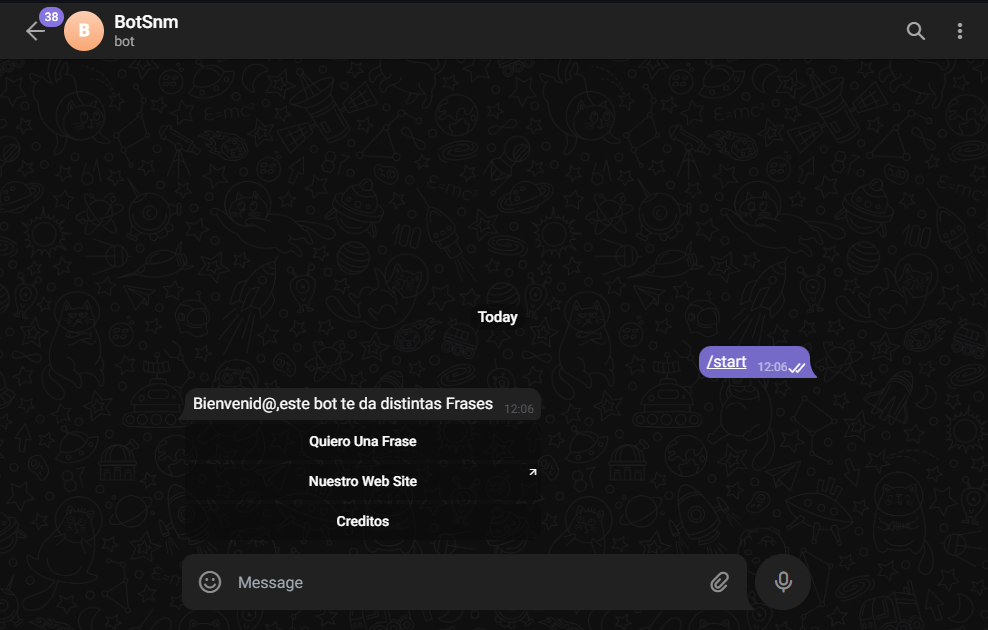 38
B
BotSnm
bot
Today
/start 12:06
Bienvenid@,este bot te da distintas Frases 12:06
Quiero Una Frase
Nuestro Web Site
Creditos
Message